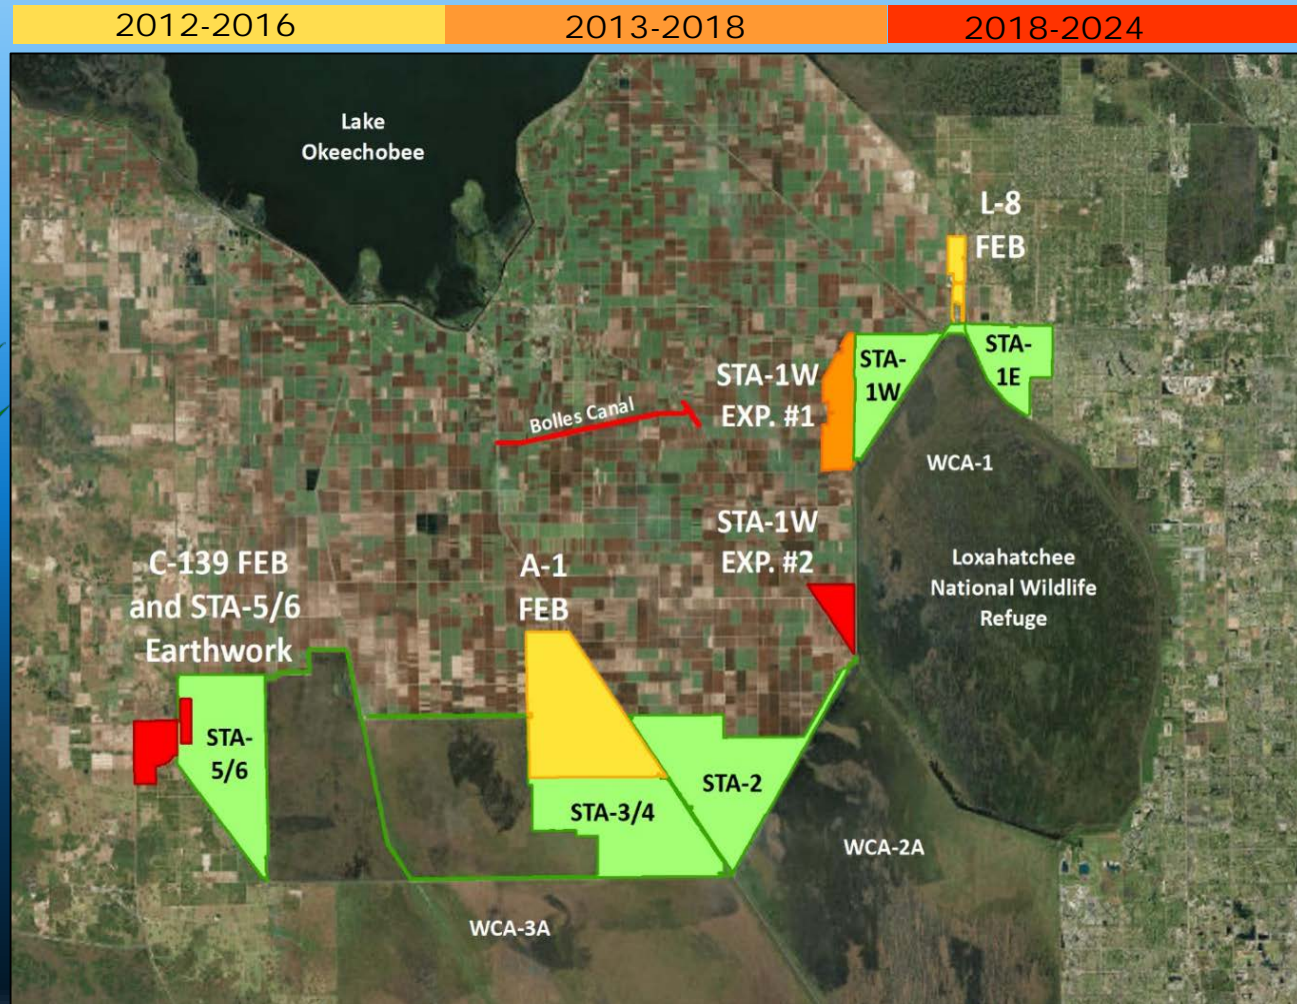 2012-2016
2013-2018
2018-2024
Lake
Okeechobee
L-8
FEB
STA-
1W
STA-
1E
STA-1W
EXP. #1
Bolles Canal
WCA-1
STA-1W
EXP. #2
Loxahatchee
National Wildlife
Refuge
C-139 FEB
and STA-5/6
Earthwork
A-1
FEB
STA-
5/6
STA-2
STA-3/4
WCA-2A
WCA-3A